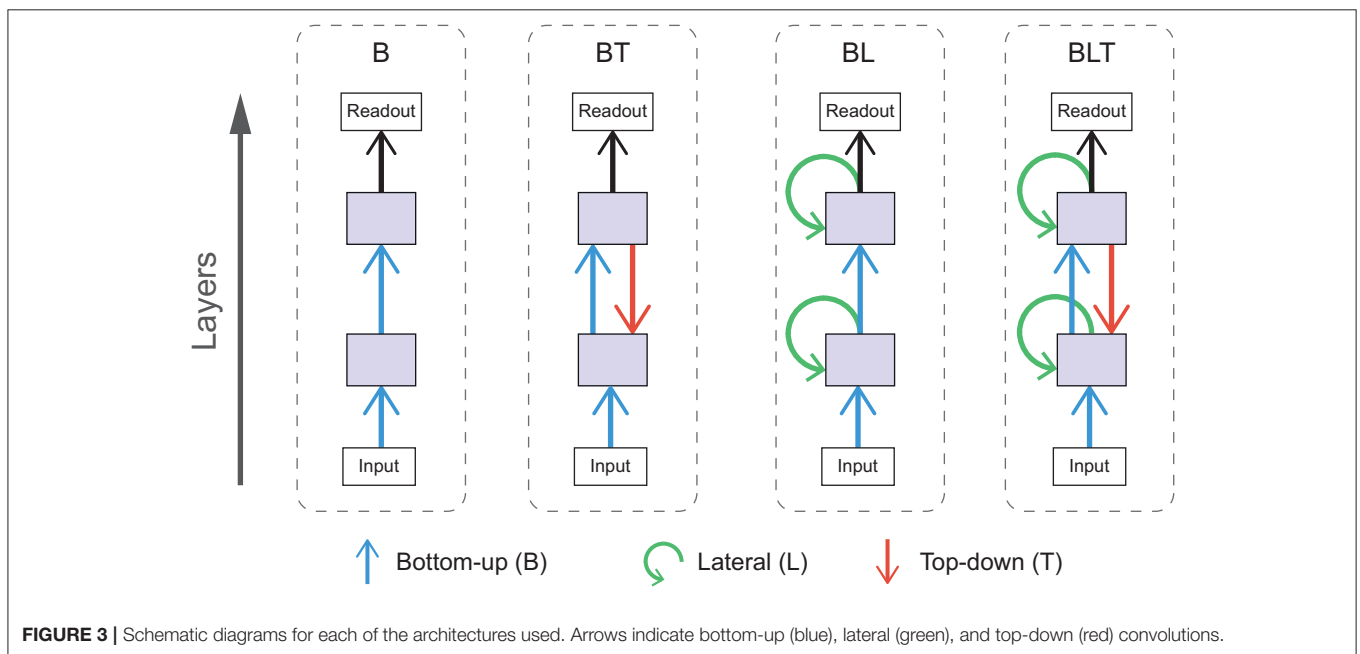 B
BT
BL
BLT
Readout
Readout
Readout
Readout
Layers
Input
Input
Input
Input
Bottom-up (B)
Lateral (L)
Top-down (T)
FIGURE 3 | Schematic diagrams for each of the architectures used. Arrows indicate bottom-up (blue), lateral (green), and top-down (red) convolutions.